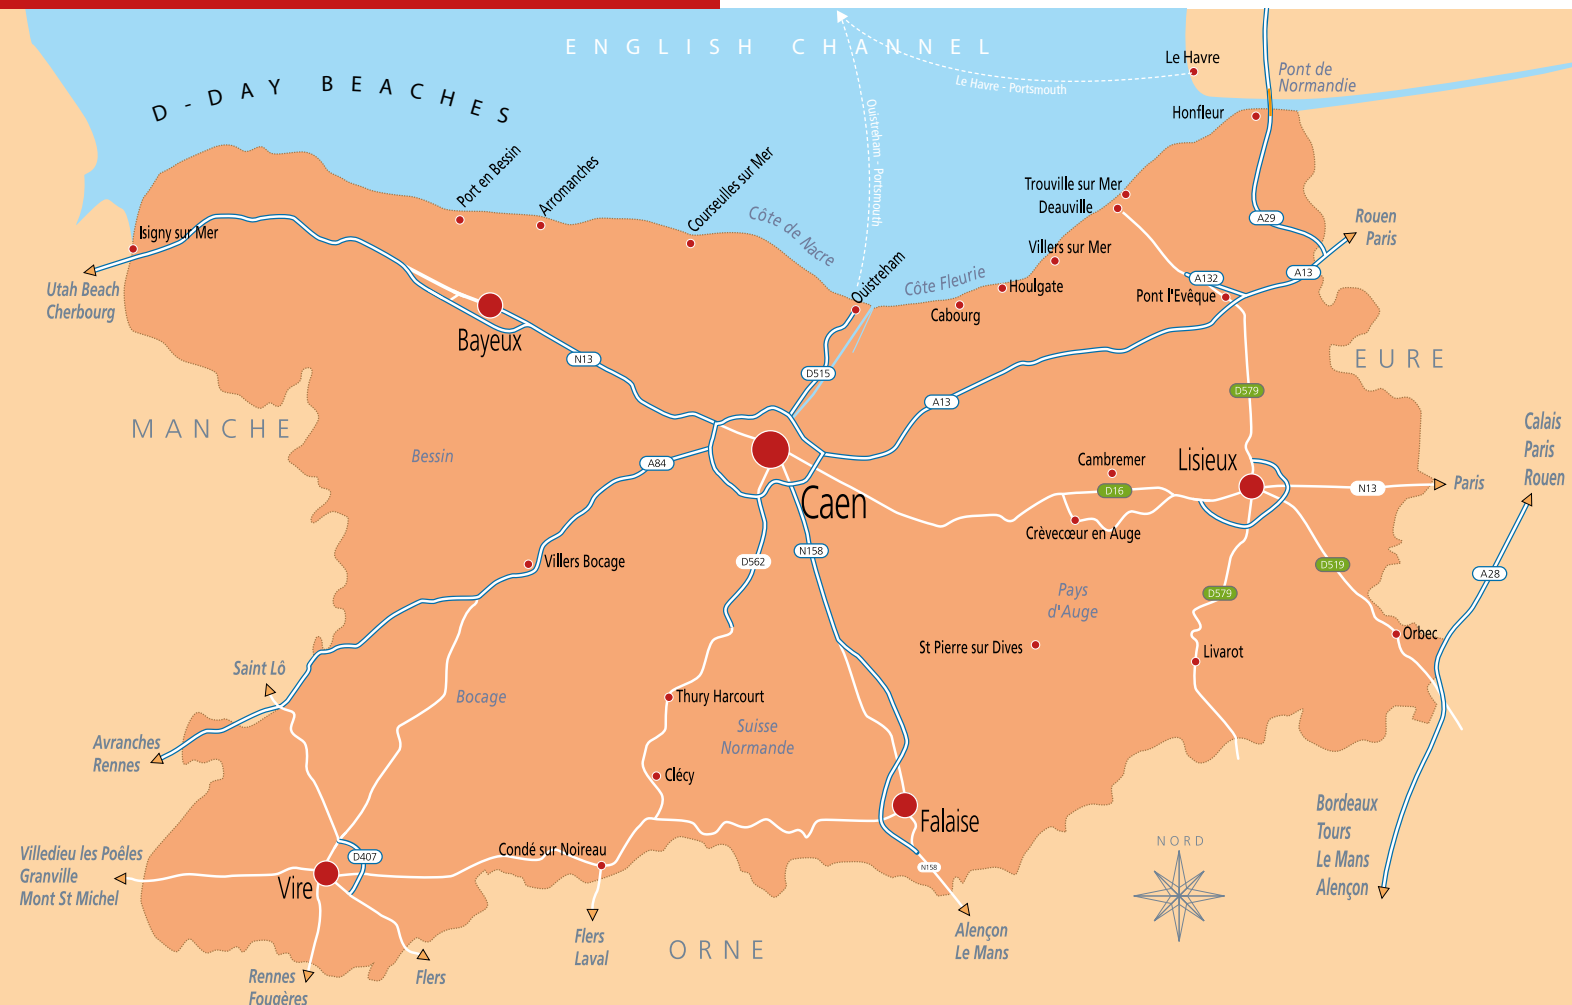 ENGLISH CHANNEL
D-DAY BEACHES
Le Havre
Pont de
Normandie
Le Havre - Portsmouth
Ouistreham - Portsmouth
Honfleur
Port en Bessin
Arromanches
Courseulles sur Mer
Côte de Nacre
Trouville sur Mer
Deauville
A29
Rouen
Paris
Isigny sur Mer
Villers sur Mer
Ouistreham
Côte Fleurie
Houlgate
A132
A13
Pont l'Evêque
Utah Beach
Cherbourg
Cabourg
Bayeux
N13
D515
EURE
D579
A13
MANCHE
Calais
Paris
Rouen
Bessin
A84
Cambremer
Lisieux
D16
N13
Paris
Caen
Crèvecœur en Auge
Villers Bocage
D562
N158
D519
A28
Pays
d'Auge
D579
St Pierre sur Dives
Livarot
Orbec
Saint Lô
Bocage
Thury Harcourt
Suisse
Normande
Avranches
Rennes
Clécy
Falaise
Bordeaux
Tours
Le Mans
Alençon
NORD
Villedieu les Poêles
Granville
Mont St Michel
D407
Vire
Condé sur Noireau
N158
Flers
Laval
ORNE
Alençon
Le Mans
Rennes
Fougères
Flers